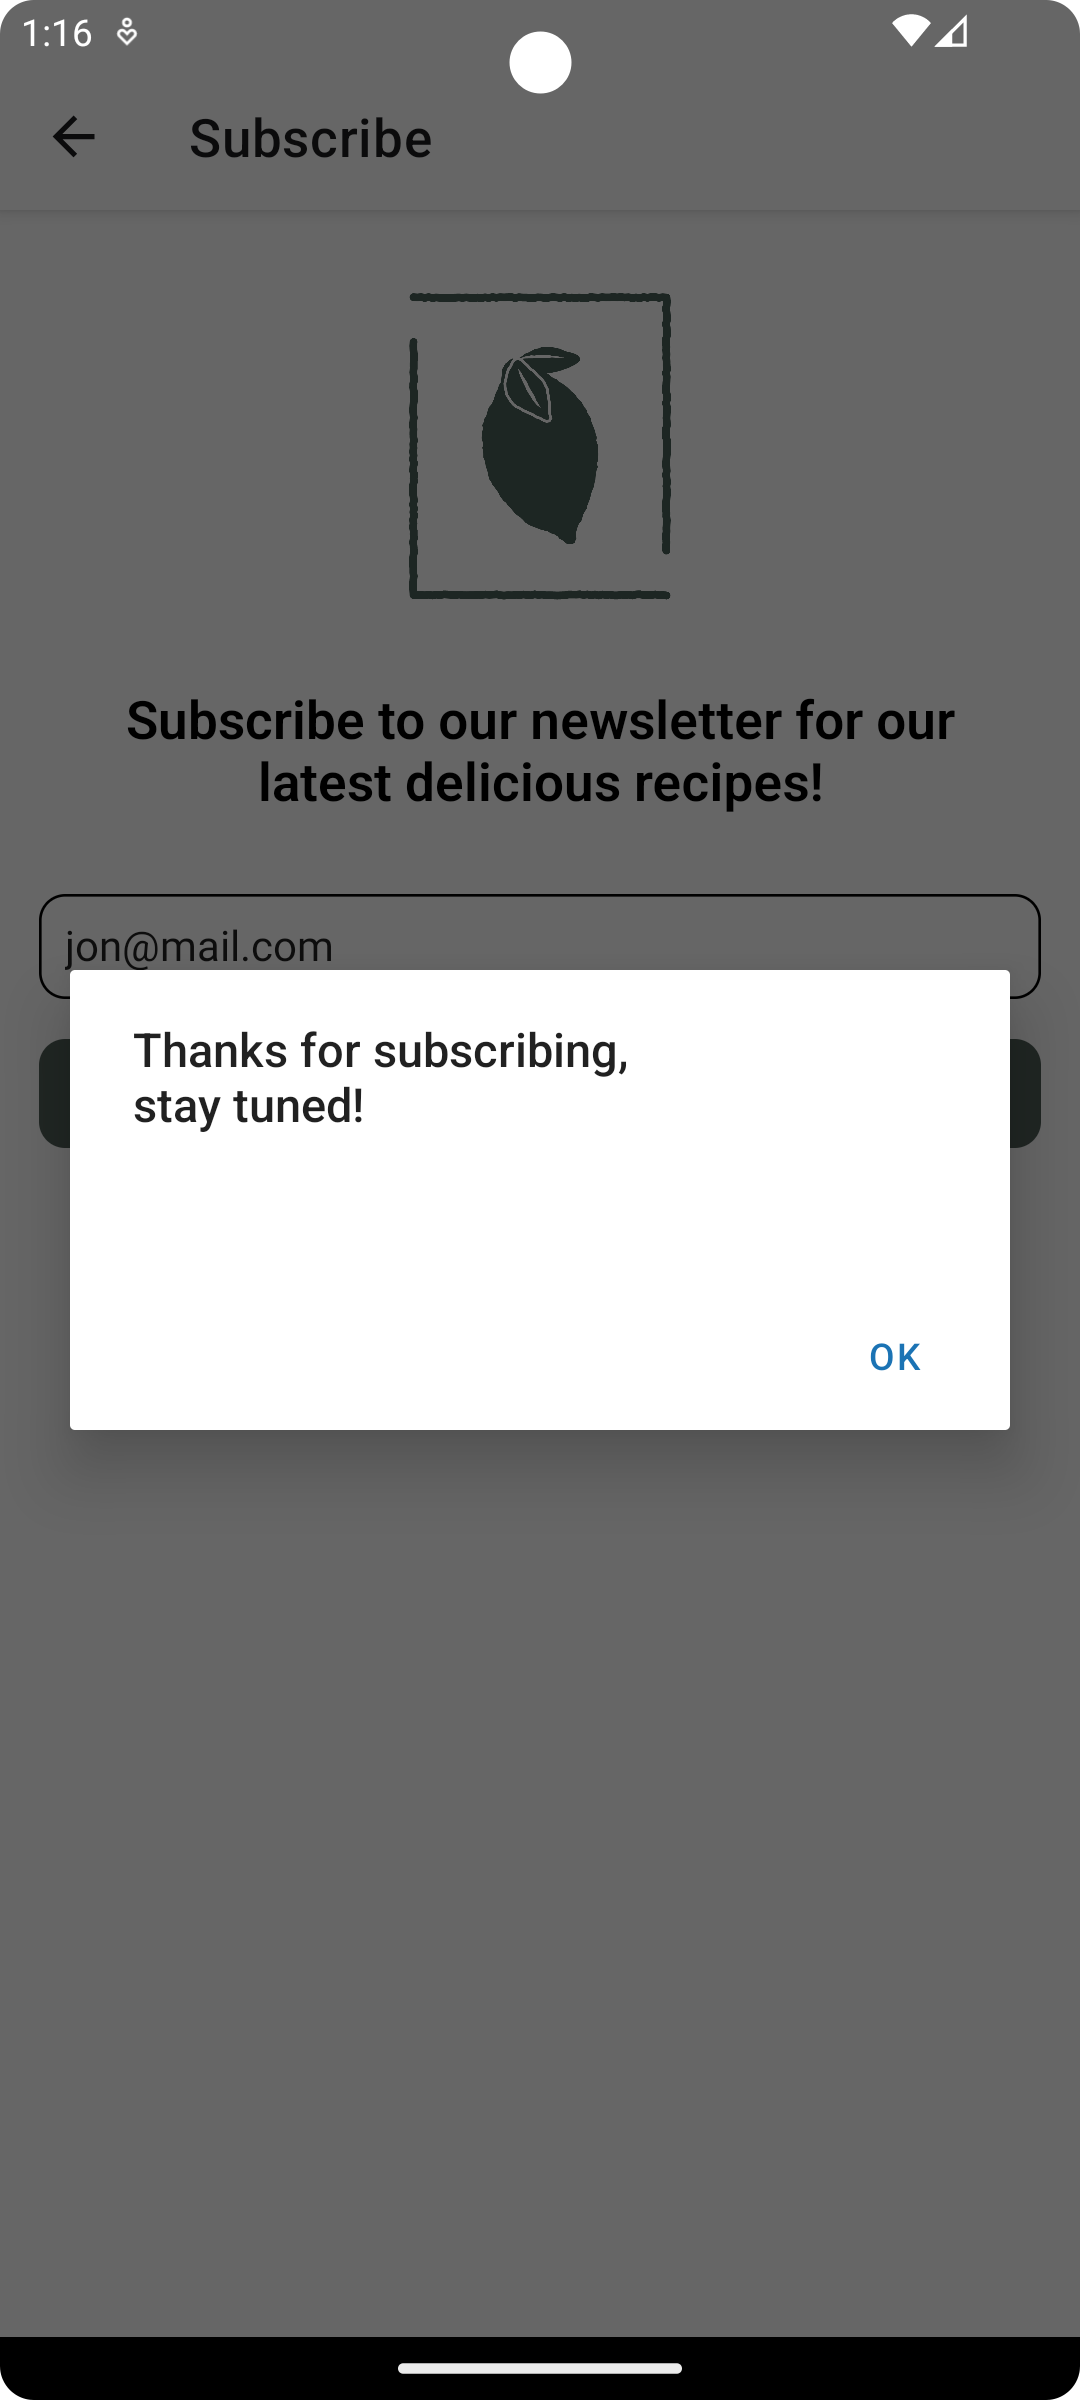 1:16
Subscribe
Subscribe to our newsletter for our
latest delicious recipes!
jon@mail.com
Thanks for subscribing,
stay tuned!
OK